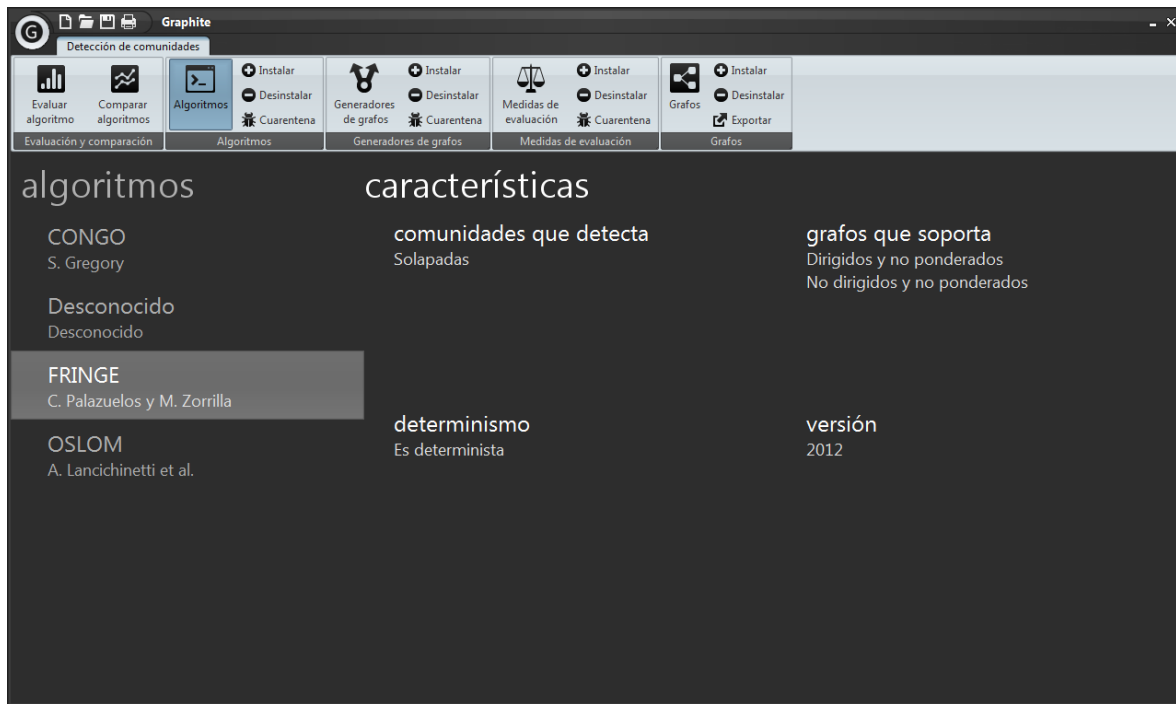 G
Graphite
Detección de comunidades
Evaluar
algoritmo
Comparar
algoritmos
Evaluación y comparación
Algoritmos
Instalar
Desinstalar
Cuarentena
Algoritmos
Generadores
de grafos
Instalar
Desinstalar
Cuarentena
Generadores de grafos
Medidas de
evaluación
Instalar
Desinstalar
Cuarentena
Medidas de evaluación
Grafos
Instalar
Desinstalar
Exportar
Grafos
algoritmos
CONGO
S. Gregory
Desconocido
Desconocido
FRINGE
C. Palazuelos y M. Zorrilla
OSLOM
A. Lancichinetti et al.
características
comunidades que detecta
Solapadas
grafos que soporta
Dirigidos y no ponderados
No dirigidos y no ponderados
determinismo
Es determinista
versión
2012